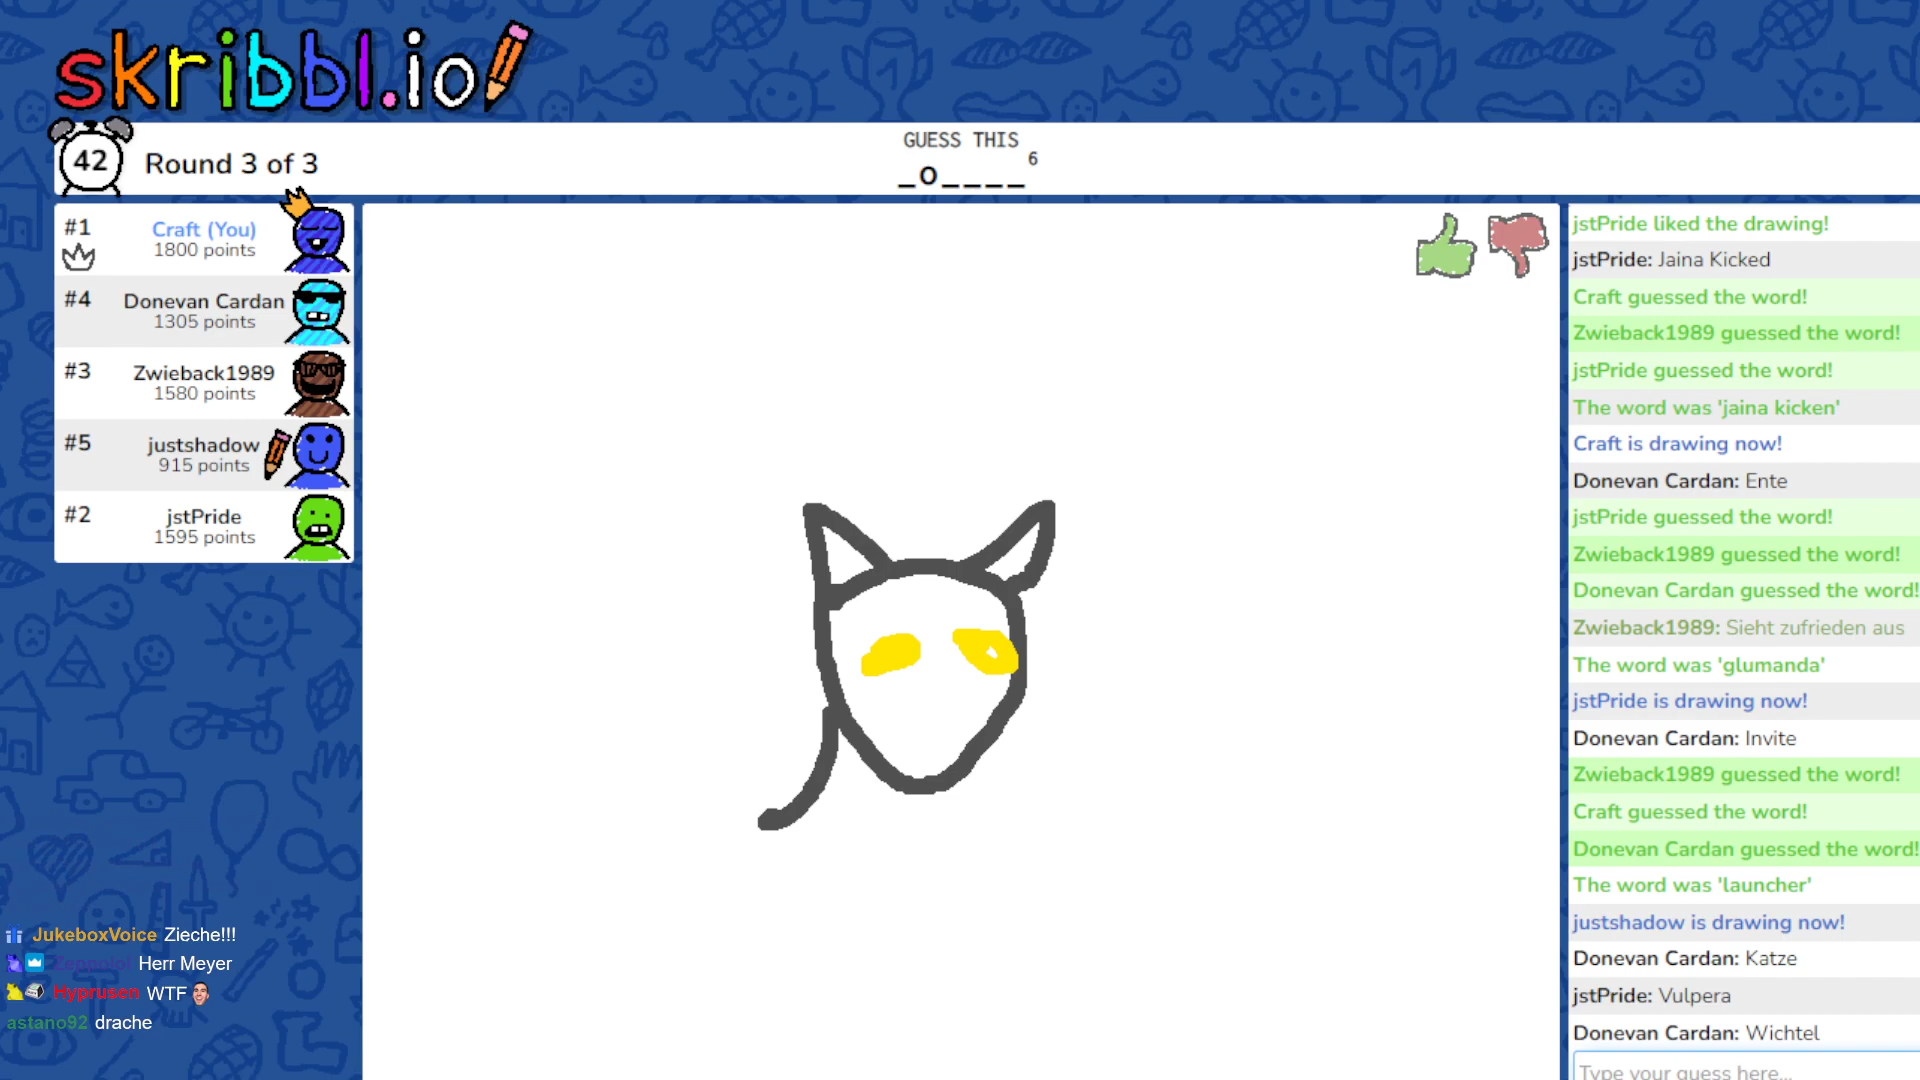 skribbl.io
42
Round 3 of 3
GUESS THIS
_o____ 6
#1
Craft (You)
1800 points
#4
Donevan Cardan
1305 points
#3
Zwieback1989
1580 points
#5
justshadow
915 points
#2
jstPride
1595 points
jstPride liked the drawing!
jstPride: Jaina Kicked
Craft guessed the word!
Zwieback1989 guessed the word!
jstPride guessed the word!
The word was 'jaina kicken'
Craft is drawing now!
Donevan Cardan: Ente
jstPride guessed the word!
Zwieback1989 guessed the word!
Donevan Cardan guessed the word!
Zwieback1989: Sieht zufrieden aus
The word was 'glumanda'
jstPride is drawing now!
Donevan Cardan: Invite
Zwieback1989 guessed the word!
Craft guessed the word!
Donevan Cardan guessed the word!
The word was 'launcher'
justshadow is drawing now!
Donevan Cardan: Katze
jstPride: Vulpera
Donevan Cardan: Wichtel
Type your guess here...
JukeboxVoice Zieche!!!
Herr Meyer
Hyprusen WTF
astano92 drache